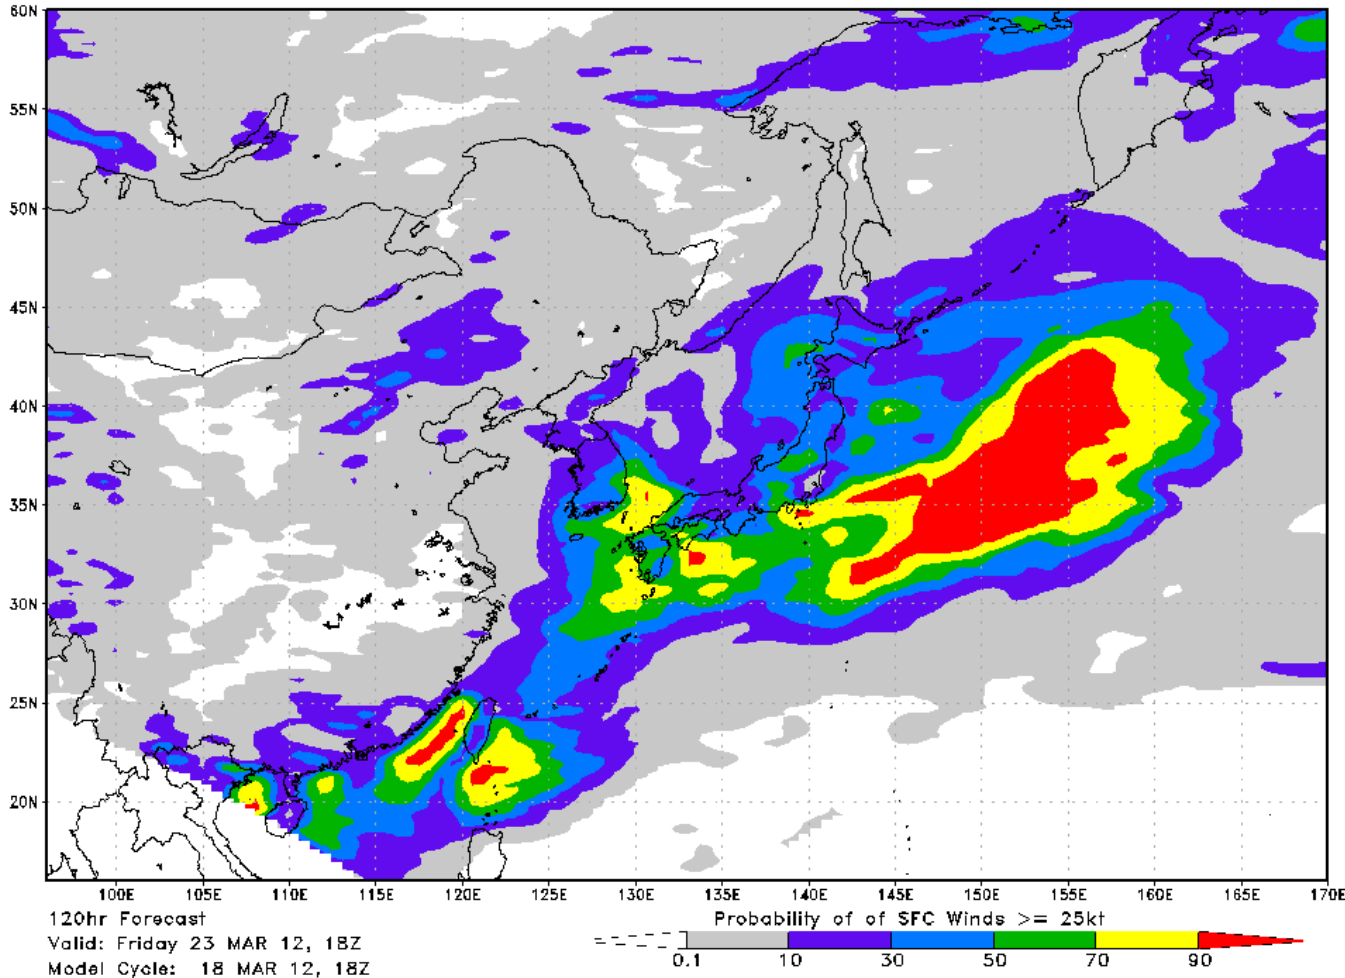 60N
55N
50N
45N
40N
35N
30N
25N
20N
100E 105E 110E 115E 120E 125E 130E 135E 140E 145E 150E 155E 160E 165E 170E
120hr Forecast
Valid: Friday 23 MAR 12, 18Z
Model Cycle: 18 MAR 12, 18Z
Probability of of SFC Winds >= 25kt
0.1 10 30 50 70 90